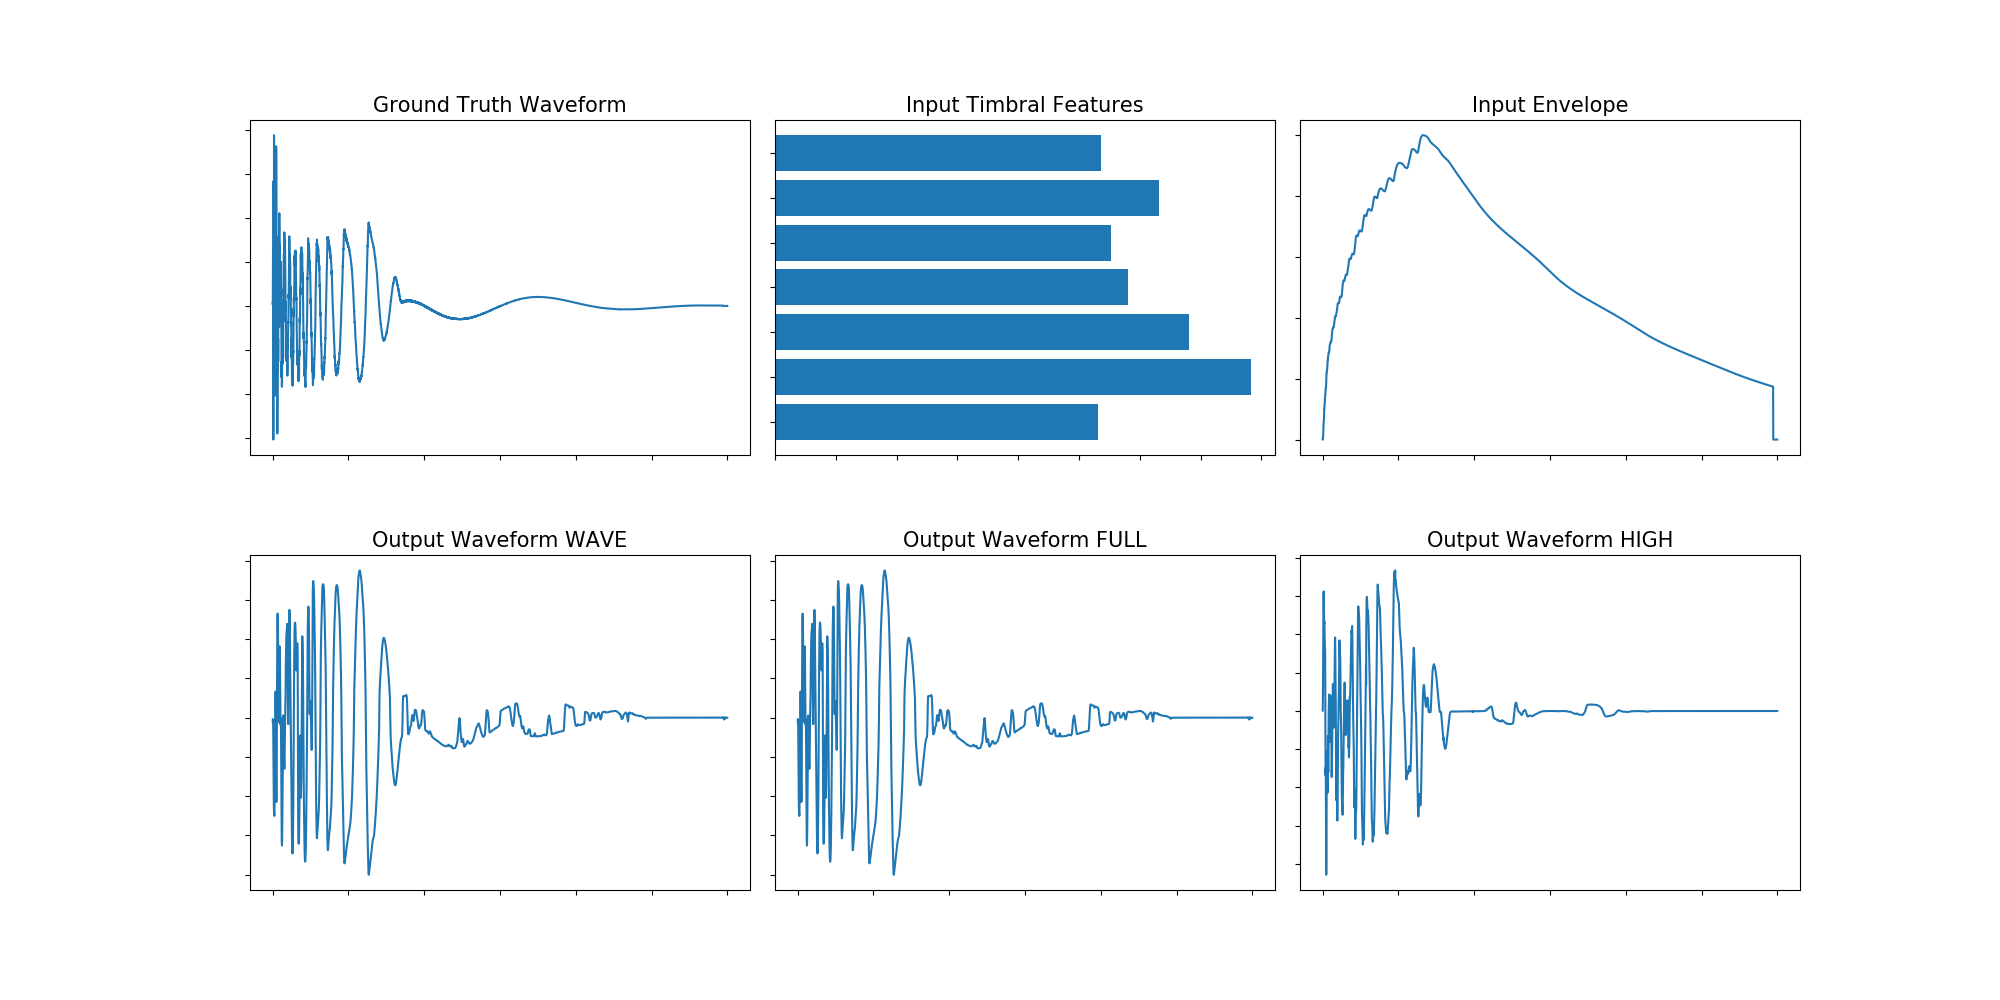 Ground Truth Waveform
Input Timbral Features
Input Envelope
Output Waveform WAVE
Output Waveform FULL
Output Waveform HIGH